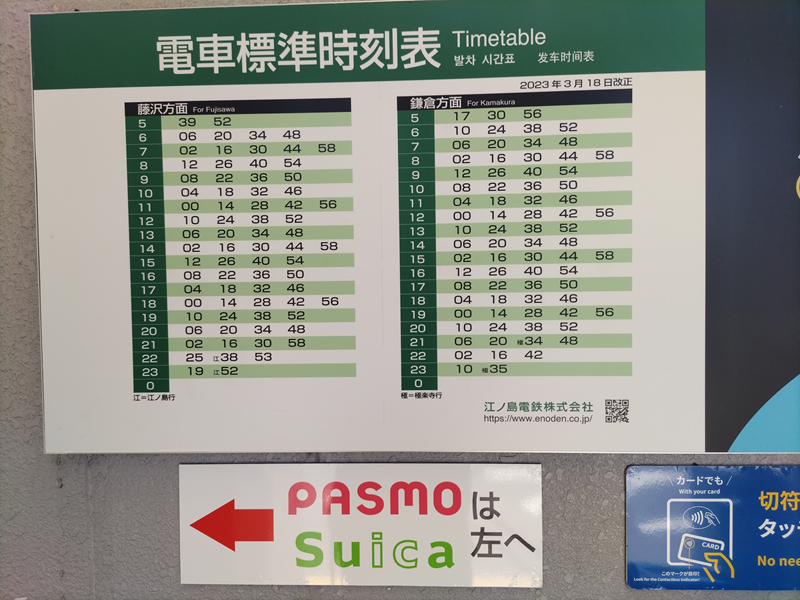 電車標準時刻表 Timetable
발차 시간표 发车时间表
2023年3月18日改正
藤沢方面 For Fujisawa
5 39 52
6 06 20 34 48
7 02 16 30 44 58
8 12 26 40 54
9 08 22 36 50
10 04 18 32 46
11 00 14 28 42 56
12 10 24 38 52
13 06 20 34 48
14 02 16 30 44 58
15 12 26 40 54
16 08 22 36 50
17 04 18 32 46
18 00 14 28 42 56
19 10 24 38 52
20 06 20 34 48
21 02 16 30 58
22 25 江38 53
23 19 江52
0
江=江ノ島行
鎌倉方面 For Kamakura
5 17 30 56
6 10 24 38 52
7 06 20 34 48
8 02 16 30 44 58
9 12 26 40 54
10 08 22 36 50
11 04 18 32 46
12 00 14 28 42 56
13 10 24 38 52
14 06 20 34 48
15 02 16 30 44 58
16 12 26 40 54
17 08 22 36 50
18 04 18 32 46
19 00 14 28 42 56
20 10 24 38 52
21 06 20 極34 48
22 02 16 42
23 10 極35
0
極=極楽寺行
江ノ島電鉄株式会社
https://www.enoden.co.jp/
PASMO
Suica
は
左へ
カードでも
With your card
CARD
このマークが目印!
Look for the Contactless Indicator!
切符
タッ
No nee